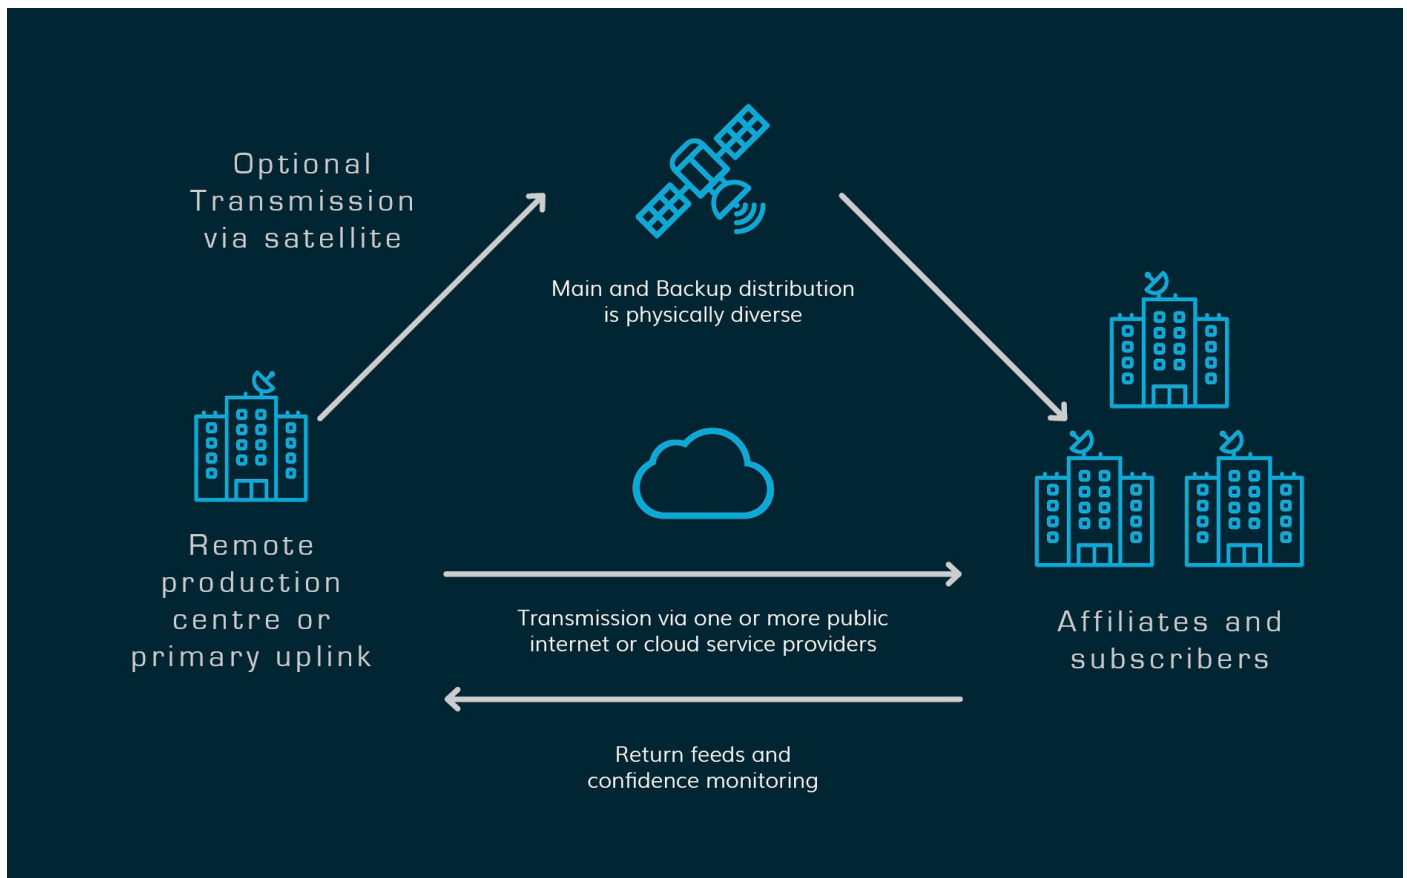 Optional
Transmission
via satellite
Main and Backup distribution
is physically diverse
Remote
production
centre or
primary uplink
Transmission via one or more public
internet or cloud service providers
Affiliates and
subscribers
Return feeds and
confidence monitoring